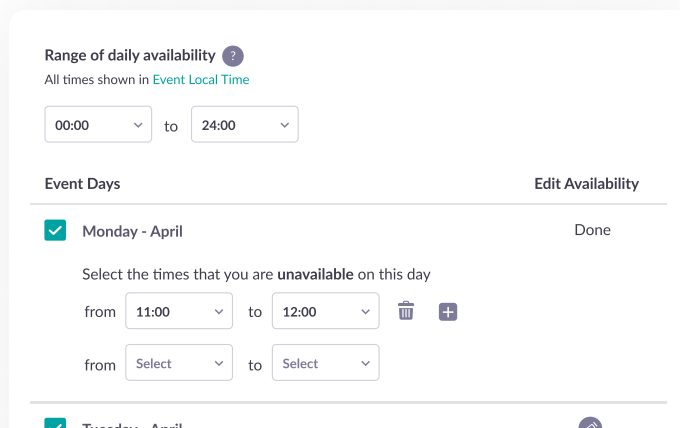 Range of daily availability ?
All times shown in Event Local Time
00:00 to 24:00
Event Days Edit Availability
Monday - April Done
Select the times that you are unavailable on this day
from 11:00 to 12:00
from Select to Select
Tuesday - April